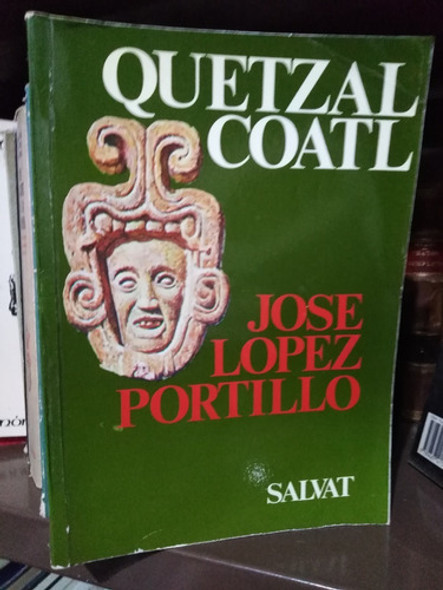 QUETZAL
COATL
JOSE
LOPEZ
PORTILLO
SALVAT